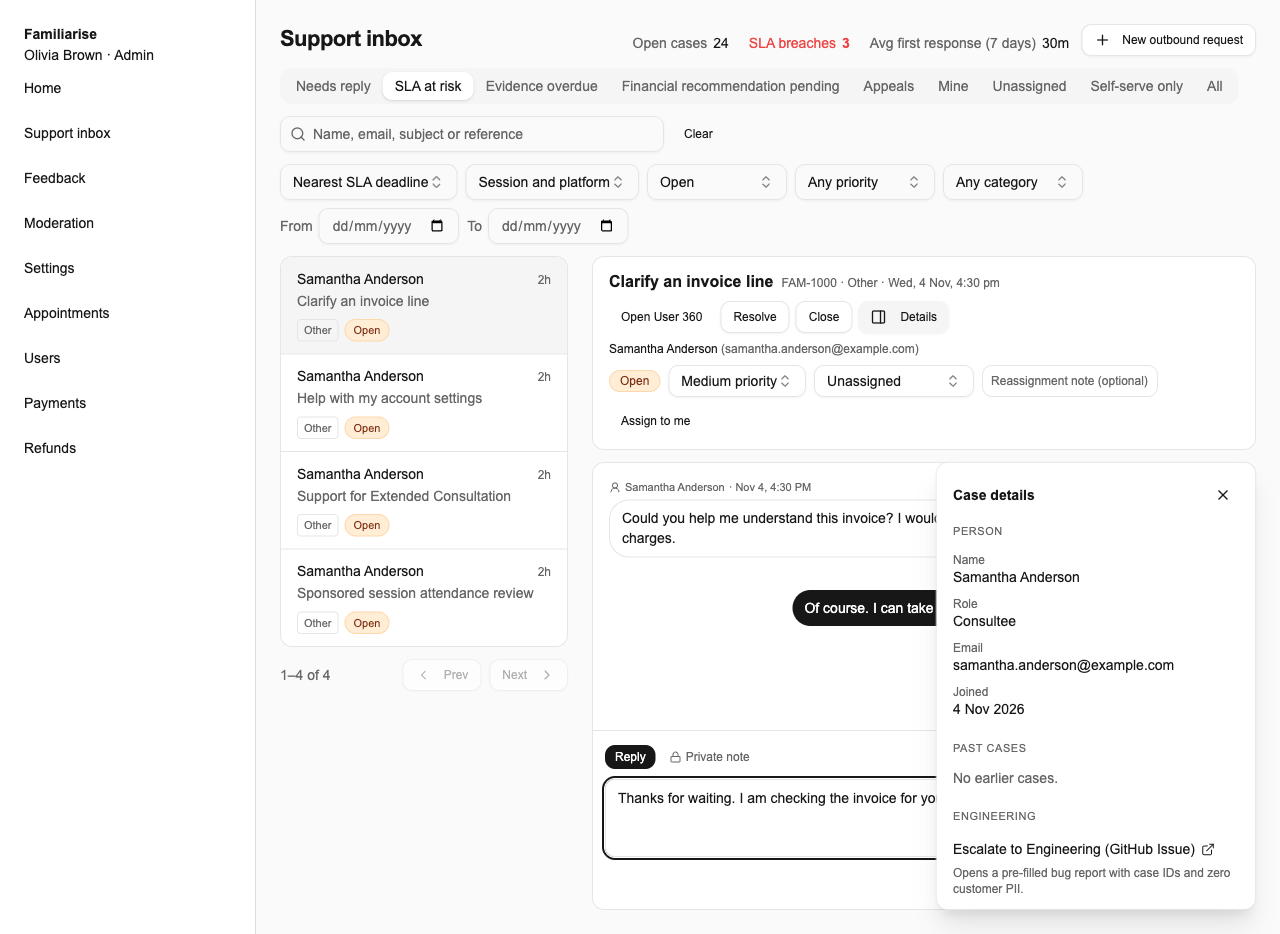 Familiarise
Olivia Brown · Admin
Home
Support inbox
Feedback
Moderation
Settings
Appointments
Users
Payments
Refunds
Support inbox
Open cases 24
SLA breaches 3
Avg first response (7 days) 30m
New outbound request
Needs reply
SLA at risk
Evidence overdue
Financial recommendation pending
Appeals
Mine
Unassigned
Self-serve only
All
Name, email, subject or reference
Clear
Nearest SLA deadline
Session and platform
Open
Any priority
Any category
From dd/mm/yyyy
To dd/mm/yyyy
Samantha Anderson 2h
Clarify an invoice line
Other Open
Samantha Anderson 2h
Help with my account settings
Other Open
Samantha Anderson 2h
Support for Extended Consultation
Other Open
Samantha Anderson 2h
Sponsored session attendance review
Other Open
1–4 of 4
Prev
Next
Clarify an invoice line FAM-1000 · Other · Wed, 4 Nov, 4:30 pm
Open User 360
Resolve
Close
Details
Samantha Anderson (samantha.anderson@example.com)
Open
Medium priority
Unassigned
Reassignment note (optional)
Assign to me
Samantha Anderson · Nov 4, 4:30 PM
Could you help me understand this invoice? I
charges.
Of course. I can take
Reply
Private note
Thanks for waiting. I am checking the invoice for
Case details
PERSON
Name
Samantha Anderson
Role
Consultee
Email
samantha.anderson@example.com
Joined
4 Nov 2026
PAST CASES
No earlier cases.
ENGINEERING
Escalate to Engineering (GitHub Issue)
Opens a pre-filled bug report with case IDs and zero
customer PII.